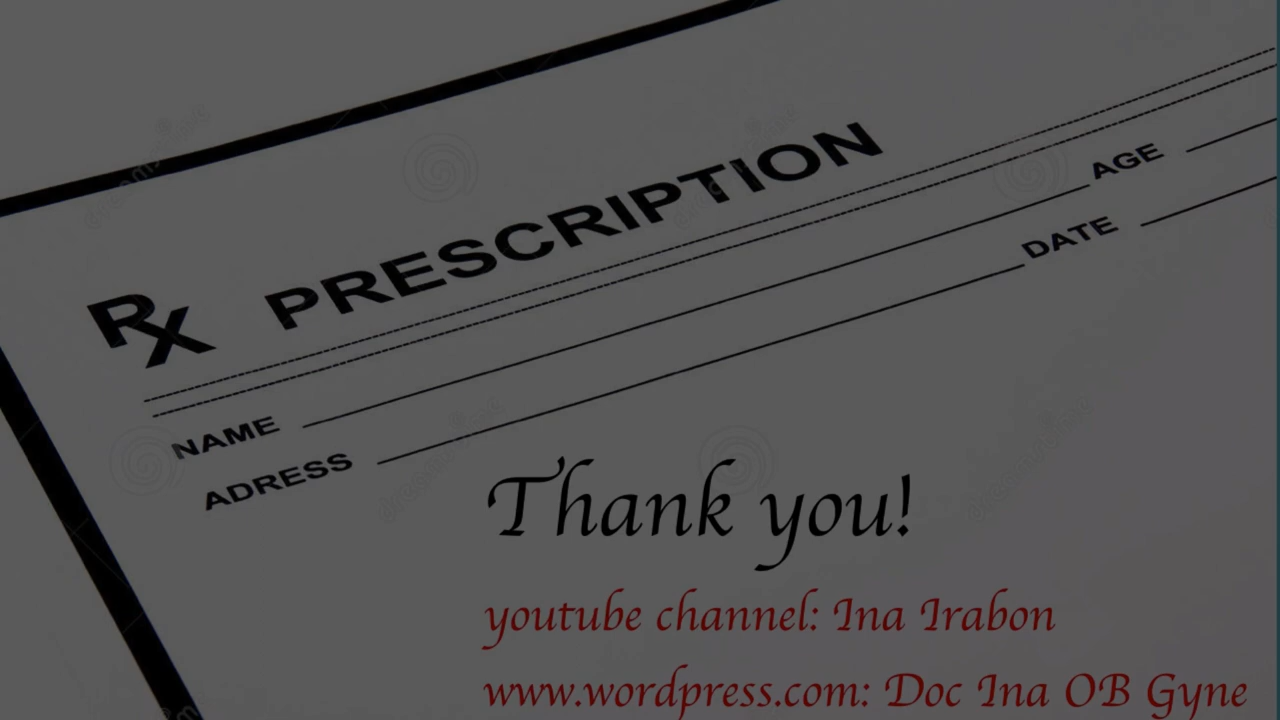 Rx PRESCRIPTION
AGE
NAME
DATE
ADRESS
Thank you!
youtube channel: Ina Irabon
www.wordpress.com: Doc Ina OB Gyne